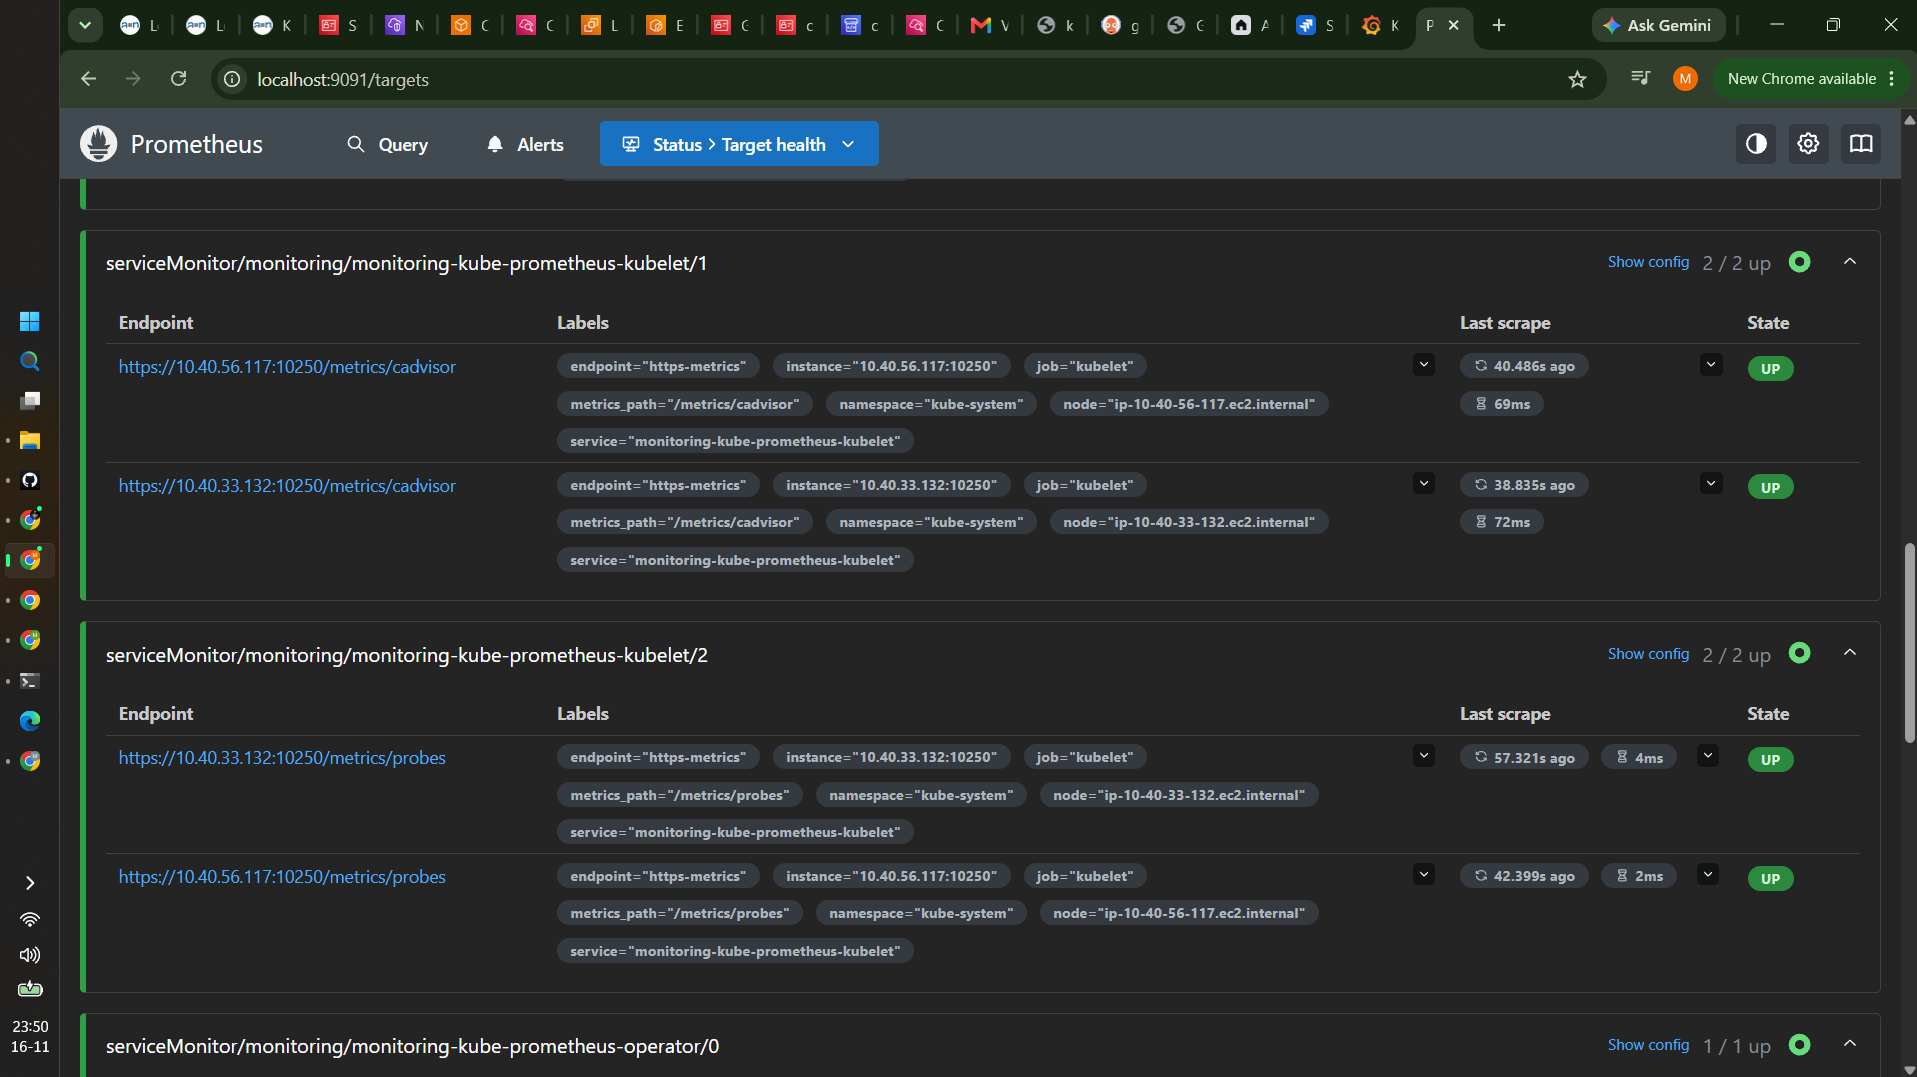 L
L
K
S
N
C
C
L
E
C
c
c
C
V
k
g
C
A
S
K
P
Ask Gemini
localhost:9091/targets
M
New Chrome available
Prometheus
Query
Alerts
Status > Target health
serviceMonitor/monitoring/monitoring-kube-prometheus-kubelet/1
Show config
2 / 2 up
Endpoint Labels Last scrape State
https://10.40.56.117:10250/metrics/cadvisor endpoint="https-metrics" instance="10.40.56.117:10250" job="kubelet" 40.486s ago UP
metrics_path="/metrics/cadvisor" namespace="kube-system" node="ip-10-40-56-117.ec2.internal" 69ms
service="monitoring-kube-prometheus-kubelet"
https://10.40.33.132:10250/metrics/cadvisor endpoint="https-metrics" instance="10.40.33.132:10250" job="kubelet" 38.835s ago UP
metrics_path="/metrics/cadvisor" namespace="kube-system" node="ip-10-40-33-132.ec2.internal" 72ms
service="monitoring-kube-prometheus-kubelet"
serviceMonitor/monitoring/monitoring-kube-prometheus-kubelet/2
Show config
2 / 2 up
Endpoint Labels Last scrape State
https://10.40.33.132:10250/metrics/probes endpoint="https-metrics" instance="10.40.33.132:10250" job="kubelet" 57.321s ago 4ms UP
metrics_path="/metrics/probes" namespace="kube-system" node="ip-10-40-33-132.ec2.internal"
service="monitoring-kube-prometheus-kubelet"
https://10.40.56.117:10250/metrics/probes endpoint="https-metrics" instance="10.40.56.117:10250" job="kubelet" 42.399s ago 2ms UP
metrics_path="/metrics/probes" namespace="kube-system" node="ip-10-40-56-117.ec2.internal"
service="monitoring-kube-prometheus-kubelet"
serviceMonitor/monitoring/monitoring-kube-prometheus-operator/0
Show config
1 / 1 up
23:50
16-11